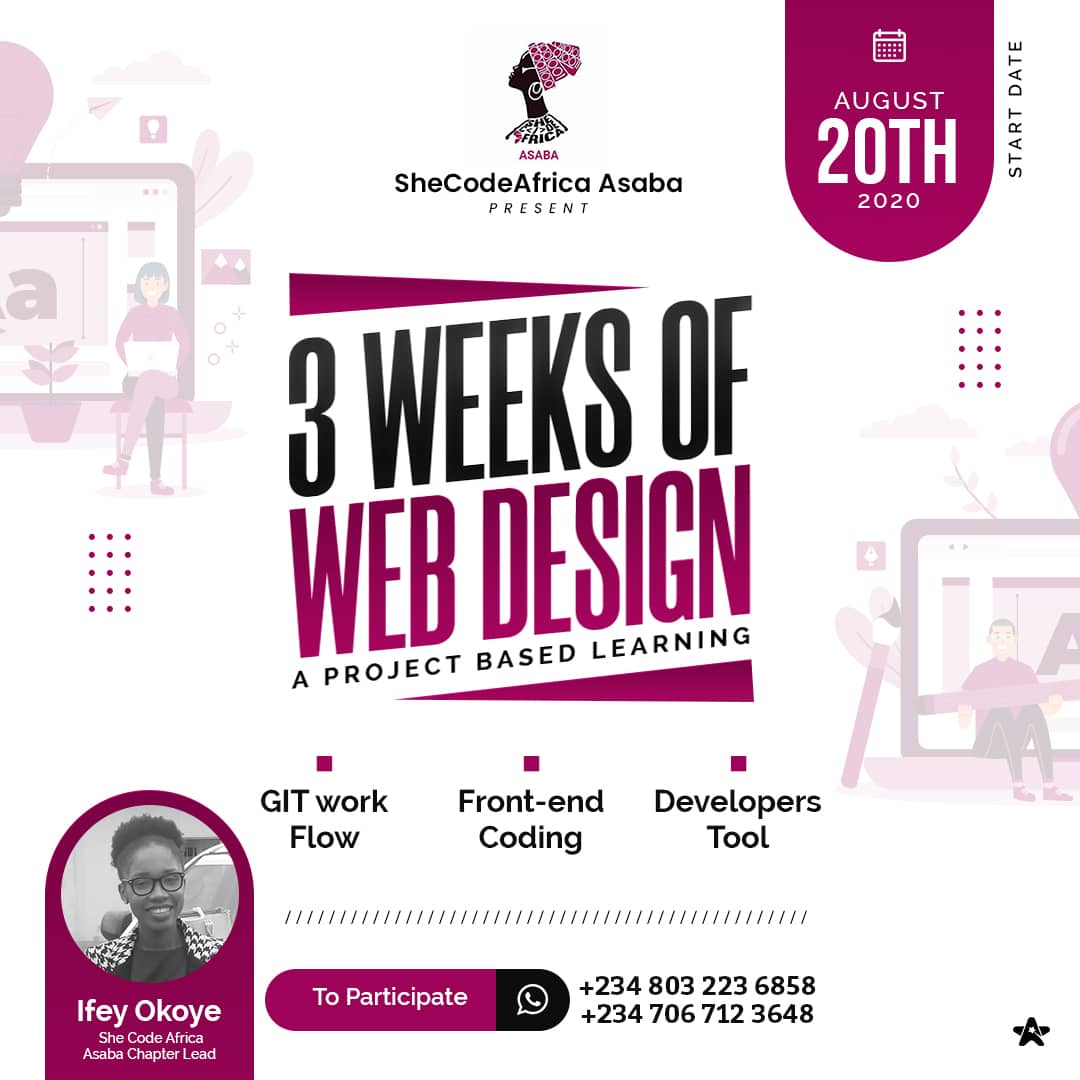 ASABA
SheCodeAfrica Asaba
PRESENT
AUGUST
20TH
2020
START DATE
3 WEEKS OF
WEB DESIGN
A PROJECT BASED LEARNING
GIT work
Flow
Front-end
Coding
Developers
Tool
Ifey Okoye
She Code Africa
Asaba Chapter Lead
To Participate
+234 803 223 6858
+234 706 712 3648
Aa
A